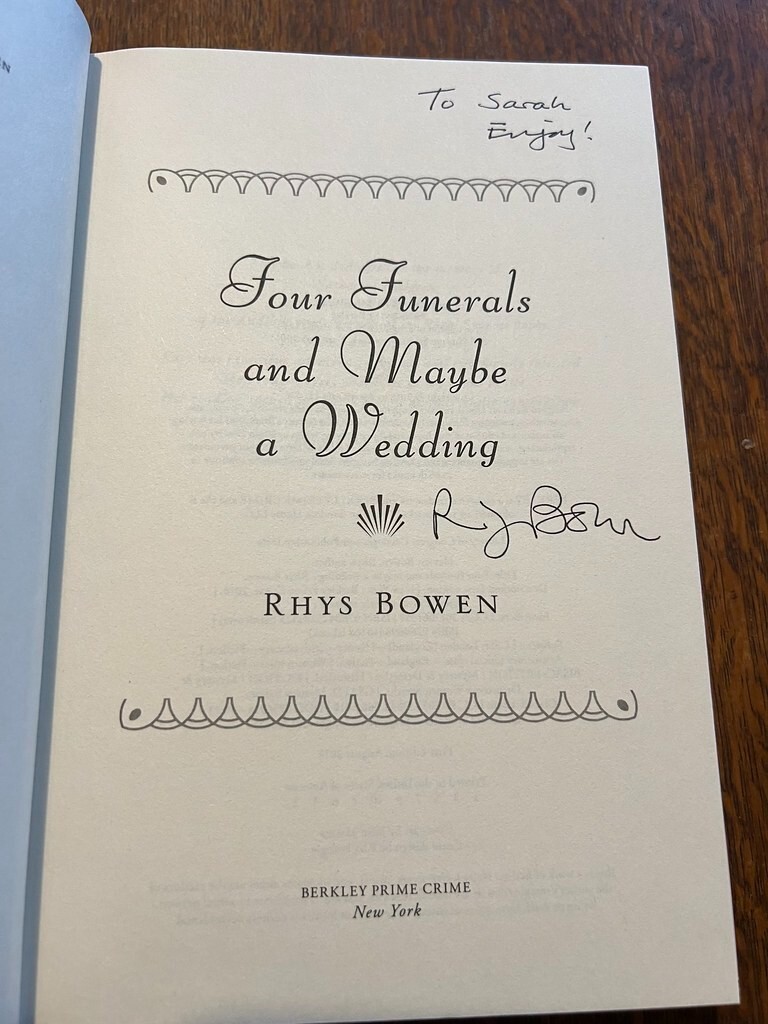 To Sarah
Enjoy!
Four Funerals
and Maybe
a Wedding
RHYS BOWEN
BERKLEY PRIME CRIME
New York